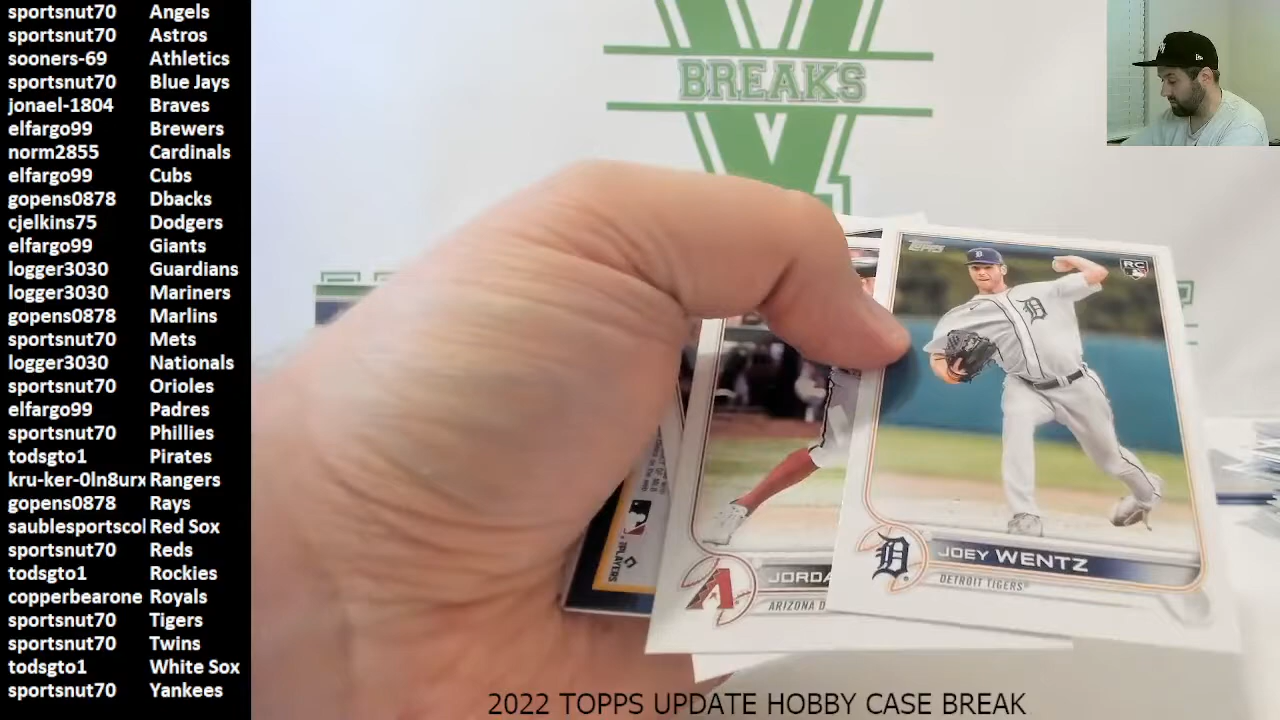 sportsnut70 Angels
sportsnut70 Astros
sooners-69 Athletics
sportsnut70 Blue Jays
jonael-1804 Braves
elfargo99 Brewers
norm2855 Cardinals
elfargo99 Cubs
gopens0878 Dbacks
cjelkins75 Dodgers
elfargo99 Giants
logger3030 Guardians
logger3030 Mariners
gopens0878 Marlins
sportsnut70 Mets
logger3030 Nationals
sportsnut70 Orioles
elfargo99 Padres
sportsnut70 Phillies
todsgto1 Pirates
kru-ker-0ln8urx Rangers
gopens0878 Rays
saublesportscol Red Sox
sportsnut70 Reds
todsgto1 Rockies
copperbearone Royals
sportsnut70 Tigers
sportsnut70 Twins
todsgto1 White Sox
sportsnut70 Yankees
V
BREAKS
TOPPS
RC
D
D
JOEY WENTZ
DETROIT TIGERS
A
JORDA
ARIZONA D
PLAYERS
2022 TOPPS UPDATE HOBBY CASE BREAK